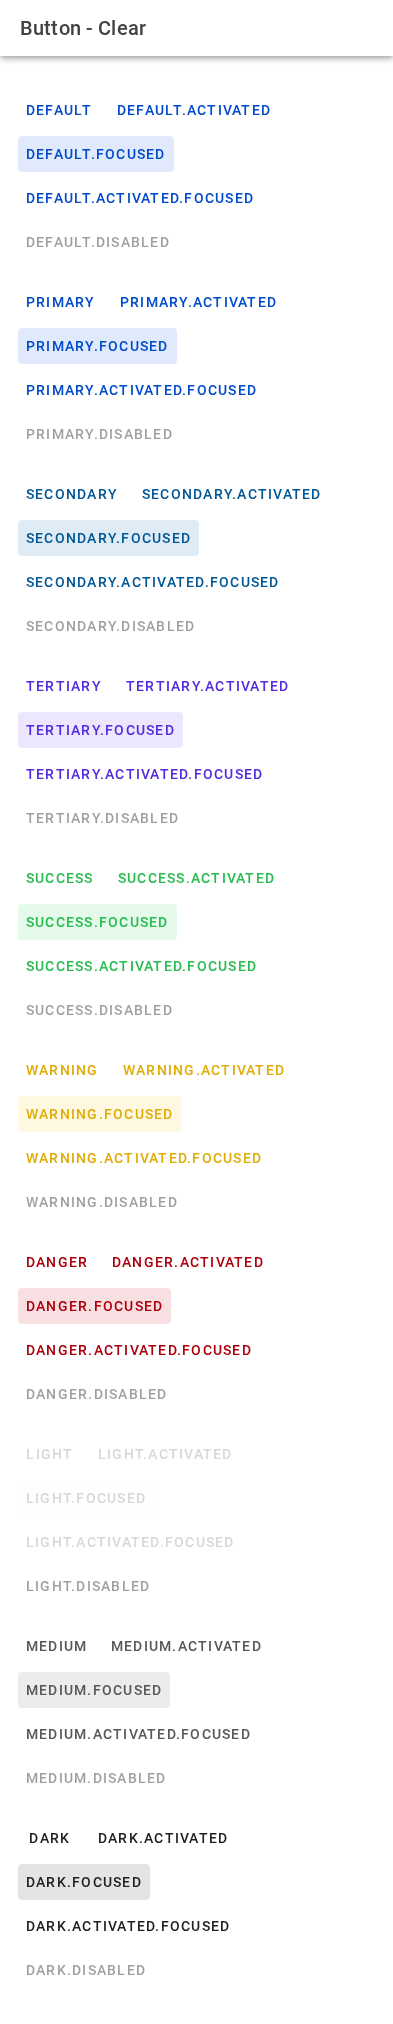 Button - Clear
DEFAULT DEFAULT.ACTIVATED
DEFAULT.FOCUSED
DEFAULT.ACTIVATED.FOCUSED
DEFAULT.DISABLED
PRIMARY PRIMARY.ACTIVATED
PRIMARY.FOCUSED
PRIMARY.ACTIVATED.FOCUSED
PRIMARY.DISABLED
SECONDARY SECONDARY.ACTIVATED
SECONDARY.FOCUSED
SECONDARY.ACTIVATED.FOCUSED
SECONDARY.DISABLED
TERTIARY TERTIARY.ACTIVATED
TERTIARY.FOCUSED
TERTIARY.ACTIVATED.FOCUSED
TERTIARY.DISABLED
SUCCESS SUCCESS.ACTIVATED
SUCCESS.FOCUSED
SUCCESS.ACTIVATED.FOCUSED
SUCCESS.DISABLED
WARNING WARNING.ACTIVATED
WARNING.FOCUSED
WARNING.ACTIVATED.FOCUSED
WARNING.DISABLED
DANGER DANGER.ACTIVATED
DANGER.FOCUSED
DANGER.ACTIVATED.FOCUSED
DANGER.DISABLED
LIGHT LIGHT.ACTIVATED
LIGHT.FOCUSED
LIGHT.ACTIVATED.FOCUSED
LIGHT.DISABLED
MEDIUM MEDIUM.ACTIVATED
MEDIUM.FOCUSED
MEDIUM.ACTIVATED.FOCUSED
MEDIUM.DISABLED
DARK DARK.ACTIVATED
DARK.FOCUSED
DARK.ACTIVATED.FOCUSED
DARK.DISABLED